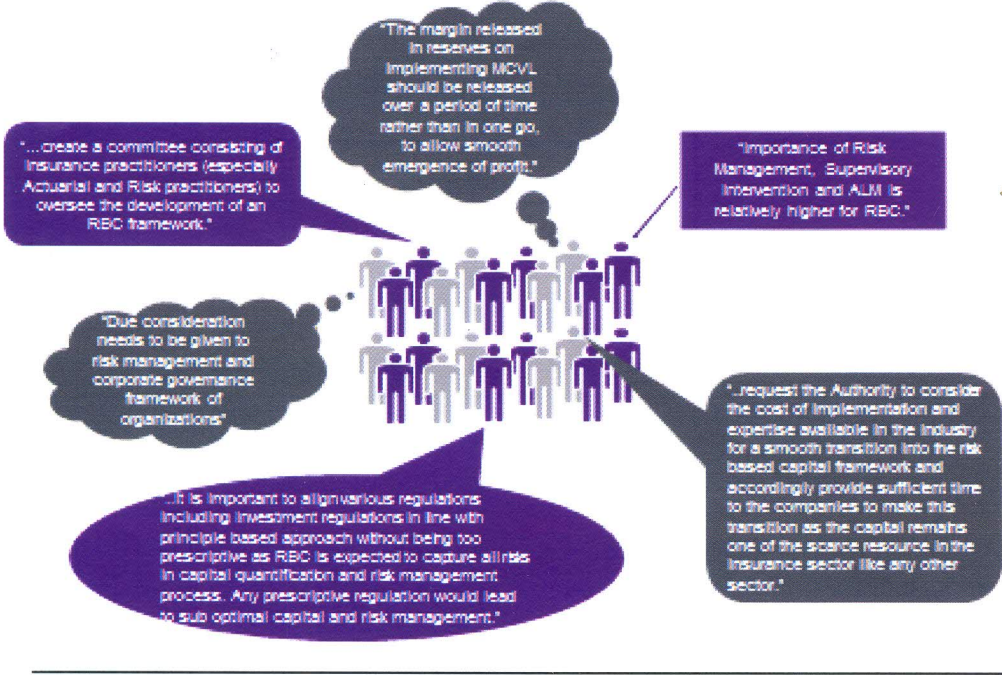 "The margin released
in reserves on
implementing MCVL
should be released
over a period of time
rather than in one go,
to allow smooth
emergence of profit."
"...create a committee consisting of
insurance practitioners (especially
Actuarial and Risk practitioners) to
oversee the development of an
RBC framework."
"Importance of Risk
Management, Supervisory
Intervention and ALM is
relatively higher for RBC."
"Due consideration
needs to be given to
risk management and
corporate governance
framework of
organizations"
"..request the Authority to consider
the cost of implementation and
expertise available in the industry
for a smooth transition into the risk
based capital framework and
accordingly provide sufficient time
to the companies to make this
transition as the capital remains
one of the scarce resource in the
insurance sector like any other
sector."
"..It is important to align various regulations
including investment regulations in line with
principle based approach without being too
prescriptive as RBC is expected to capture all risks
in capital quantification and risk management
process. Any prescriptive regulation would lead
to sub optimal capital and risk management."